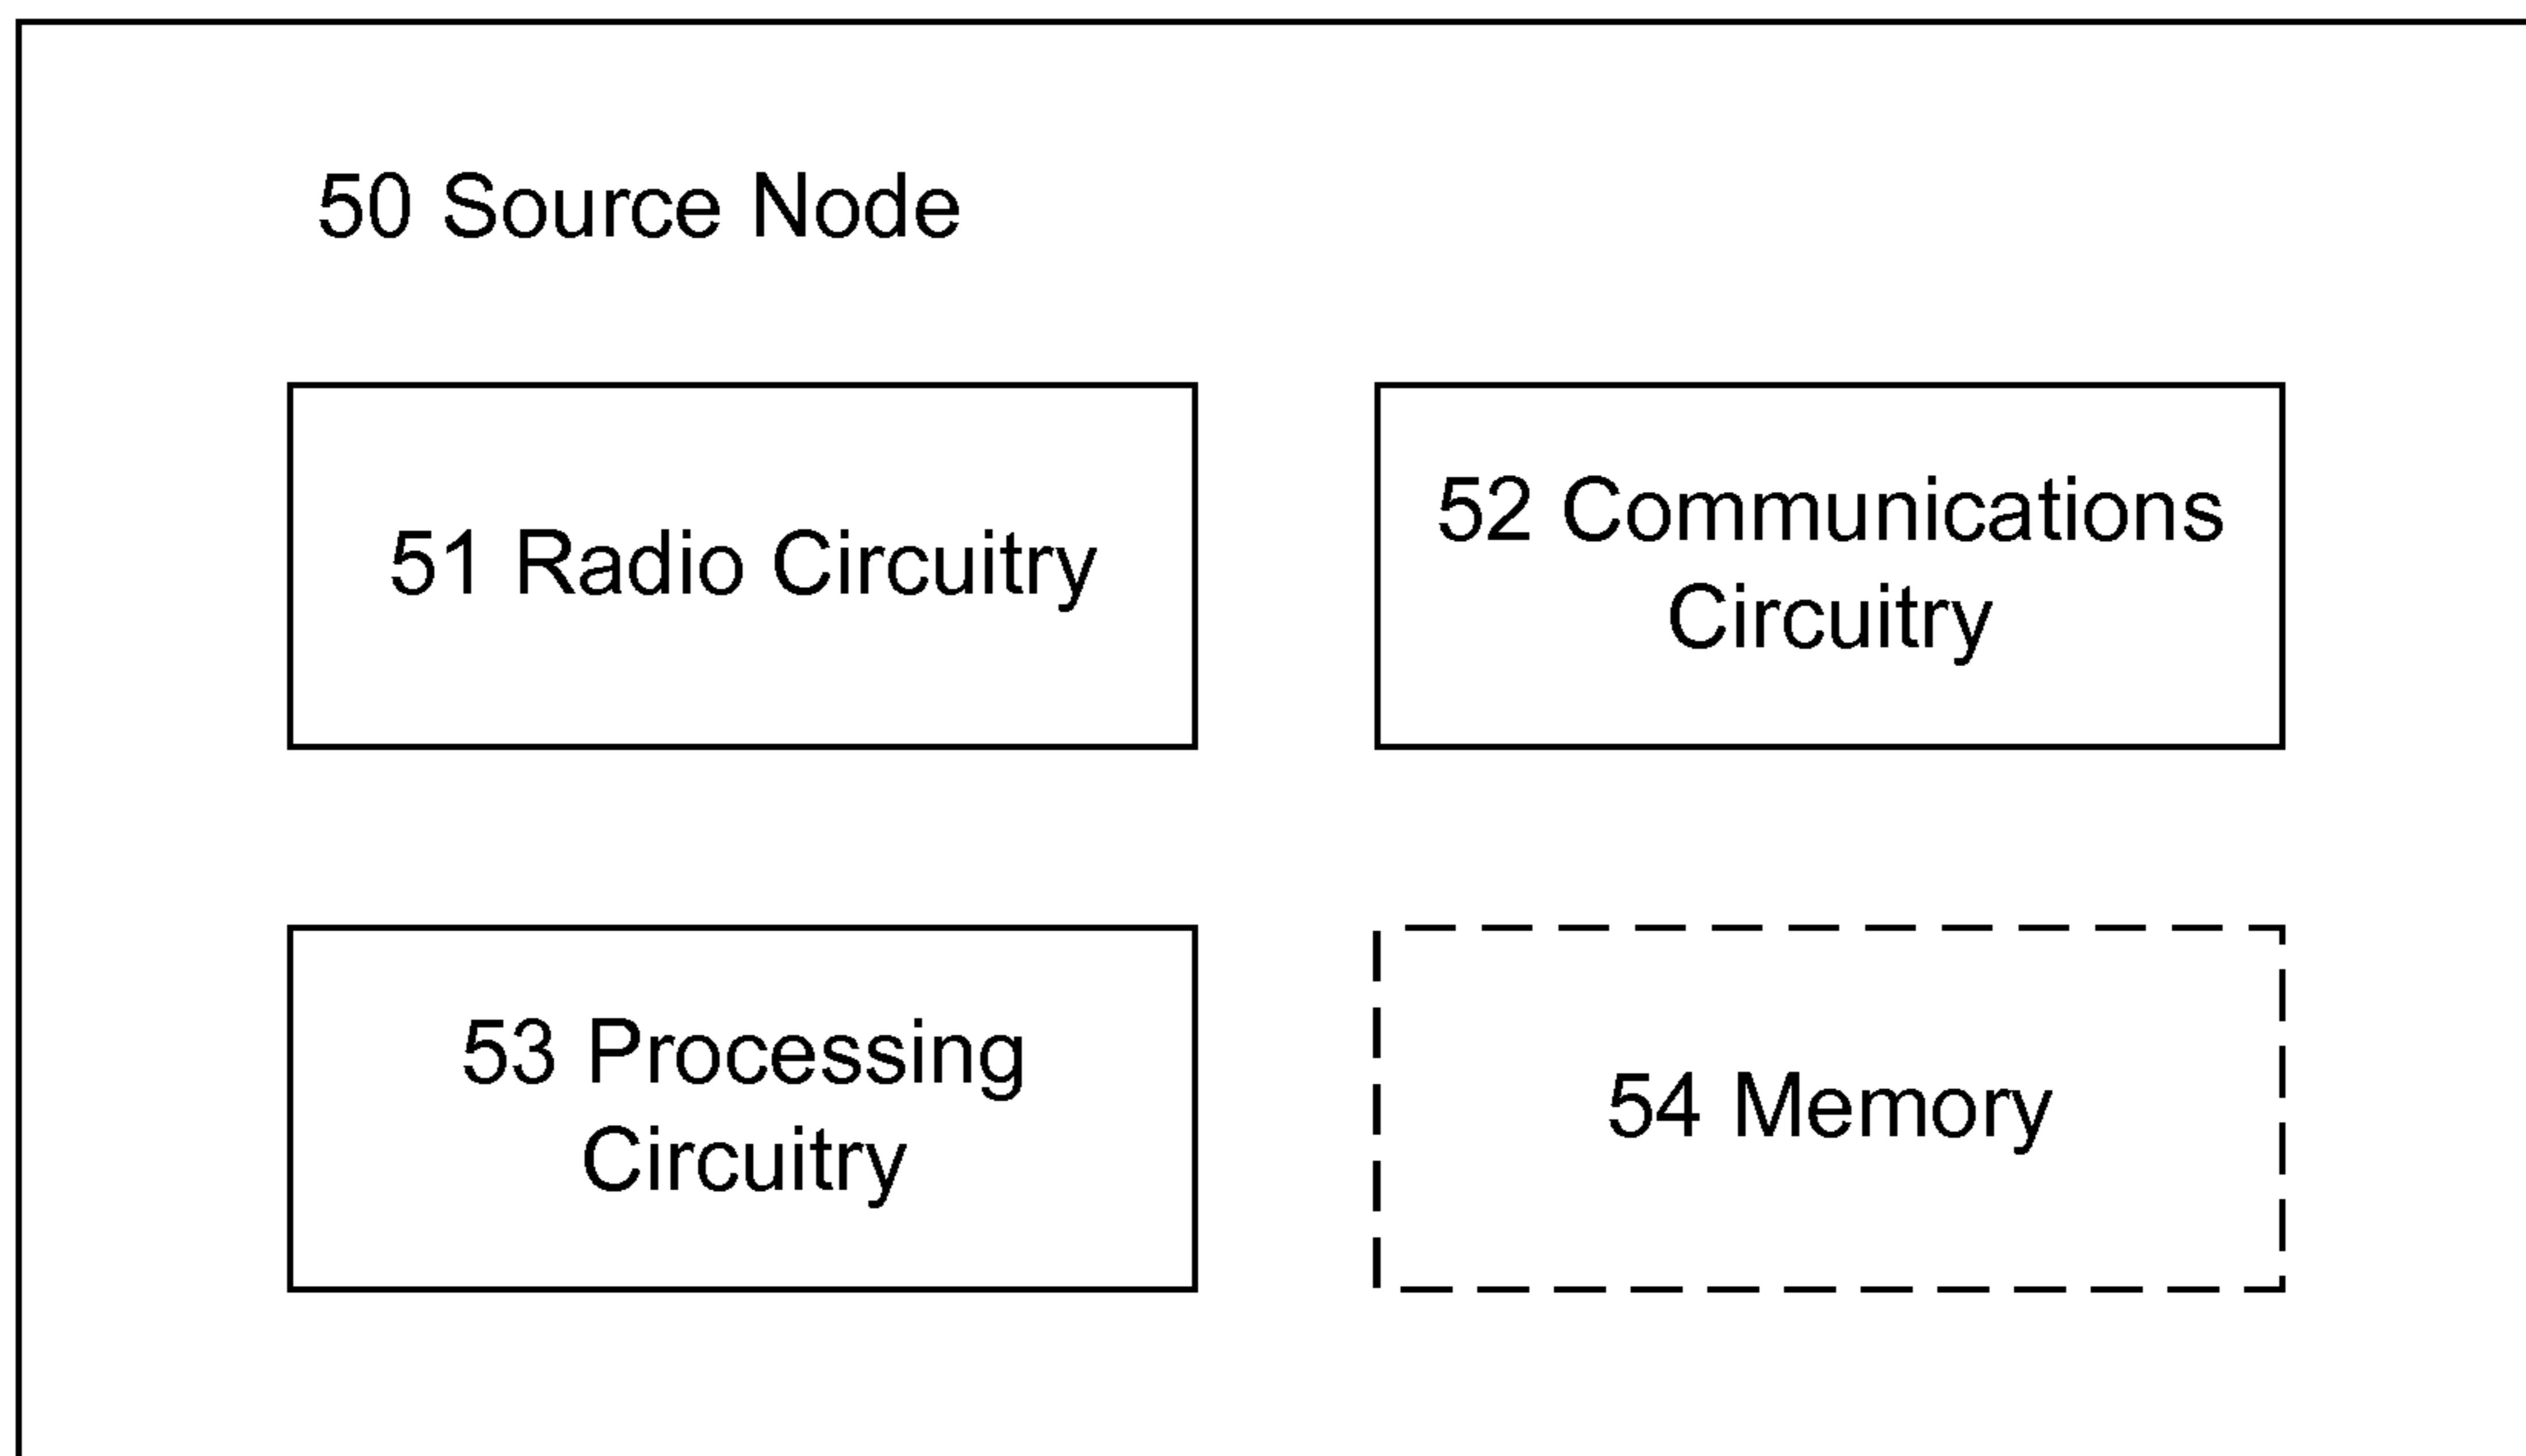 50 Source Node
51 Radio Circuitry
52 Communications
Circuitry
53 Processing
Circuitry
54 Memory